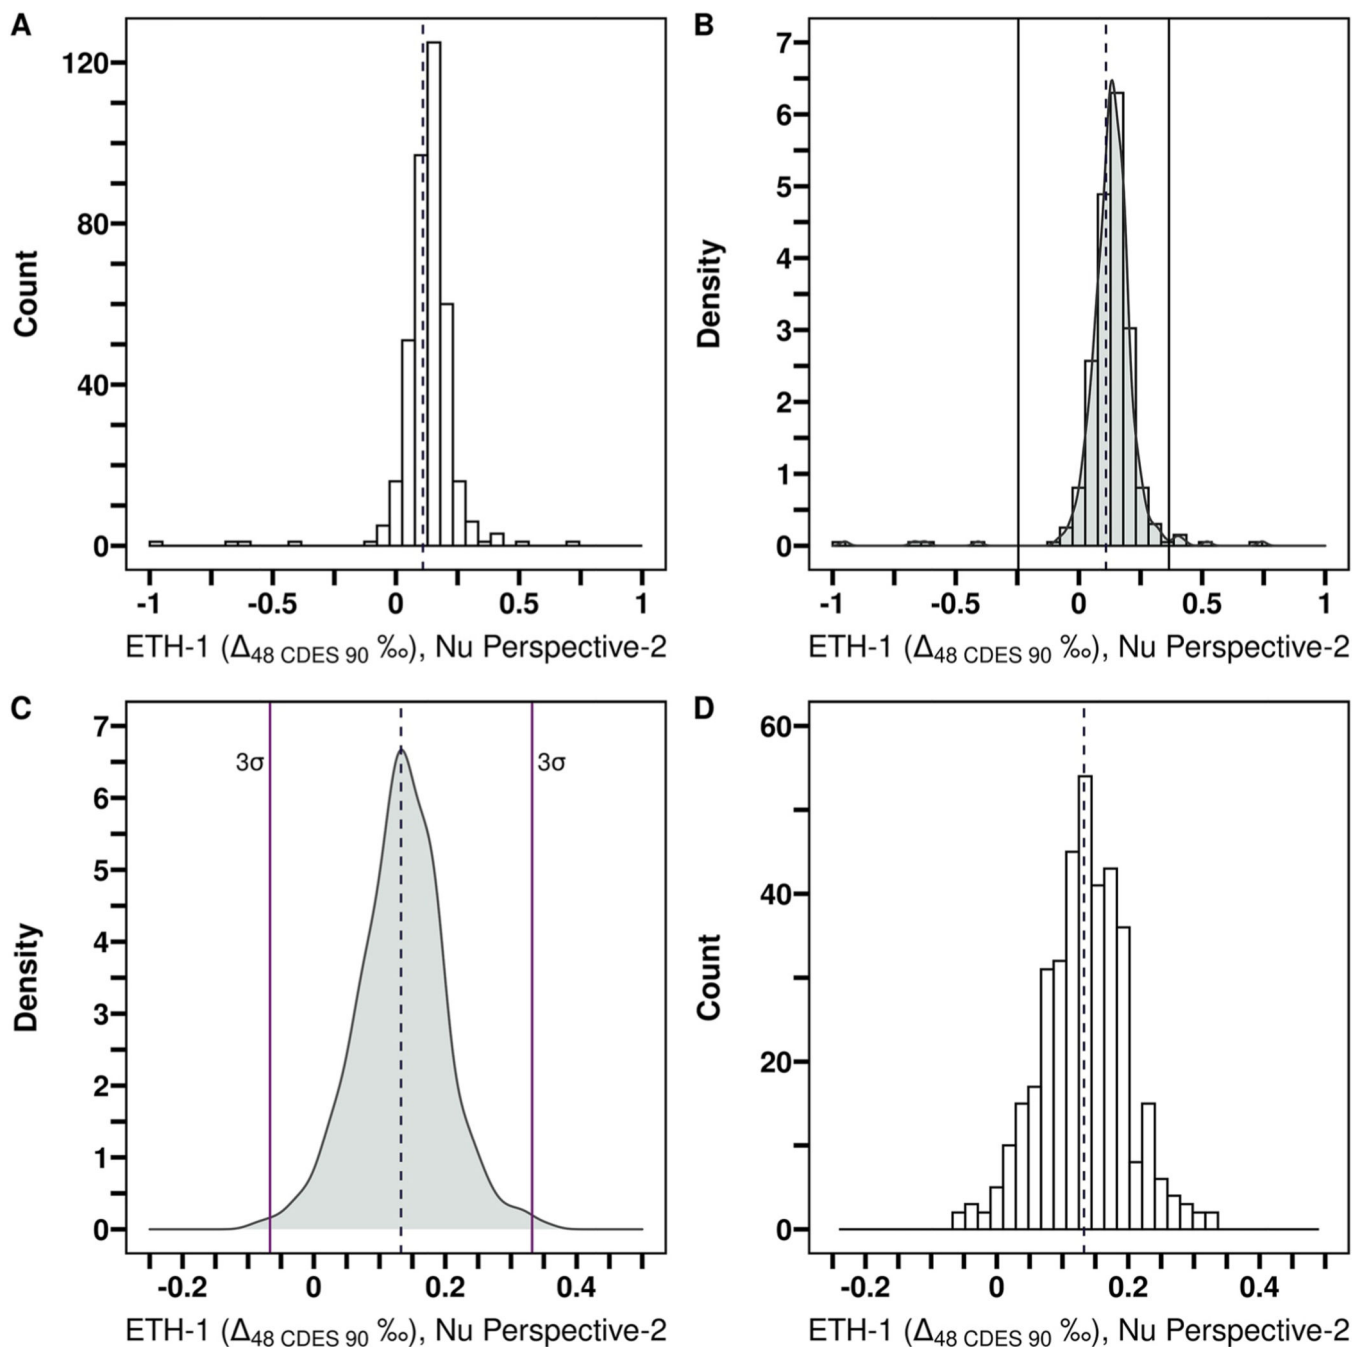 A
Count
120
80
40
0
-1 -0.5 0 0.5 1
ETH-1 (Δ48 CDES 90 ‰), Nu Perspective-2
B
Density
7
6
5
4
3
2
1
0
-1 -0.5 0 0.5 1
ETH-1 (Δ48 CDES 90 ‰), Nu Perspective-2
C
Density
7
6
5
4
3
2
1
0
3σ 3σ
-0.2 0 0.2 0.4
ETH-1 (Δ48 CDES 90 ‰), Nu Perspective-2
D
Count
60
40
20
0
-0.2 0 0.2 0.4
ETH-1 (Δ48 CDES 90 ‰), Nu Perspective-2